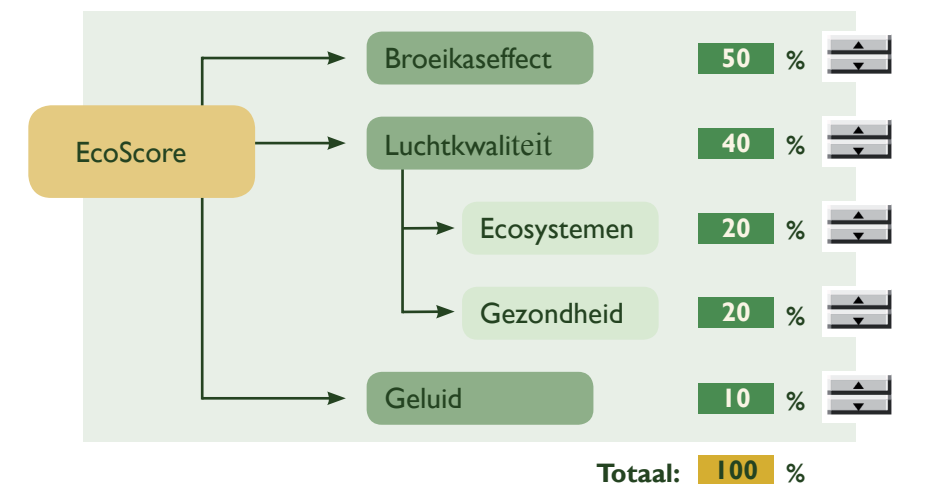 Broeikaseffect 50 %
EcoScore
Luchtkwaliteit 40 %
Ecosystemen 20 %
Gezondheid 20 %
Geluid 10 %
Totaal: 100 %